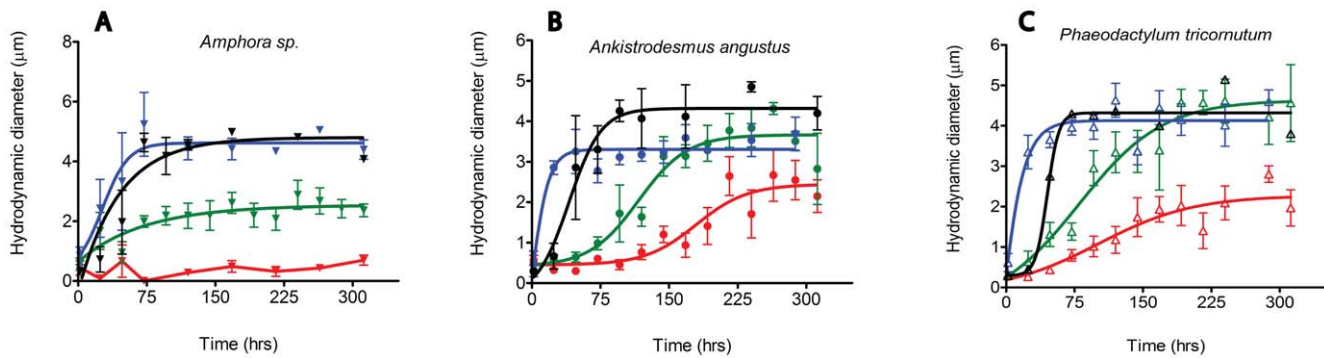 A
Amphora sp.
Hydrodynamic diameter (μm)
8
6
4
2
0
0 75 150 225 300
Time (hrs)
B
Ankistrodesmus angustus
Hydrodynamic diameter (μm)
6
5
4
3
2
1
0
0 75 150 225 300
Time (hrs)
C
Phaeodactylum tricornutum
Hydrodynamic diameter (μm)
6
5
4
3
2
1
0
0 75 150 225 300
Time (hrs)